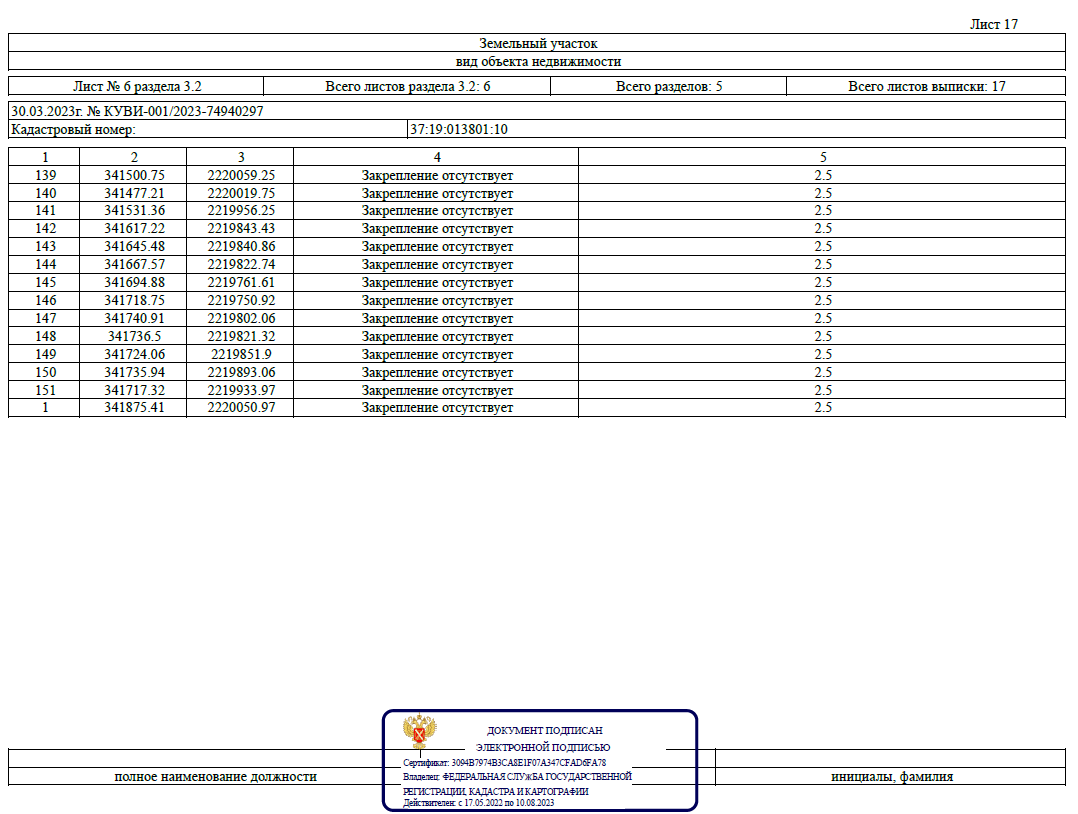 Лист 17
Земельный участок
вид объекта недвижимости
Лист № 6 раздела 3.2 Всего листов раздела 3.2: 6 Всего разделов: 5 Всего листов выписки: 17
30.03.2023г. № КУВИ-001/2023-74940297
Кадастровый номер: 37:19:013801:10
1 2 3 4 5
139 341500.75 2220059.25 Закрепление отсутствует 2.5
140 341477.21 2220019.75 Закрепление отсутствует 2.5
141 341531.36 2219956.25 Закрепление отсутствует 2.5
142 341617.22 2219843.43 Закрепление отсутствует 2.5
143 341645.48 2219840.86 Закрепление отсутствует 2.5
144 341667.57 2219822.74 Закрепление отсутствует 2.5
145 341694.88 2219761.61 Закрепление отсутствует 2.5
146 341718.75 2219750.92 Закрепление отсутствует 2.5
147 341740.91 2219802.06 Закрепление отсутствует 2.5
148 341736.5 2219821.32 Закрепление отсутствует 2.5
149 341724.06 2219851.9 Закрепление отсутствует 2.5
150 341735.94 2219893.06 Закрепление отсутствует 2.5
151 341717.32 2219933.97 Закрепление отсутствует 2.5
1 341875.41 2220050.97 Закрепление отсутствует 2.5
ДОКУМЕНТ ПОДПИСАН
ЭЛЕКТРОННОЙ ПОДПИСЬЮ
Сертификат: 3094B7974B3CA8E1F07A347CFAD6FA78
Владелец: ФЕДЕРАЛЬНАЯ СЛУЖБА ГОСУДАРСТВЕННОЙ
РЕГИСТРАЦИИ, КАДАСТРА И КАРТОГРАФИИ
Действителен: с 17.05.2022 по 10.08.2023
полное наименование должности инициалы, фамилия